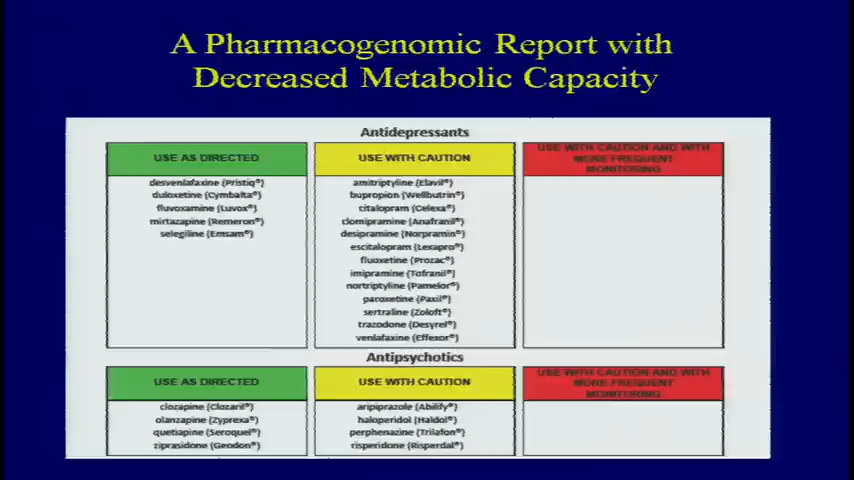 A Pharmacogenomic Report with
Decreased Metabolic Capacity
Antidepressants
USE AS DIRECTED
desvenlafaxine (Pristiq®)
duloxetine (Cymbalta®)
fluvoxamine (Luvox®)
mirtazapine (Remeron®)
selegiline (Emsam®)
USE WITH CAUTION
amitriptyline (Elavil®)
bupropion (Wellbutrin®)
citalopram (Celexa®)
clomipramine (Anafranil®)
desipramine (Norpramin®)
escitalopram (Lexapro®)
fluoxetine (Prozac®)
imipramine (Tofranil®)
nortriptyline (Pamelor®)
paroxetine (Paxil®)
sertraline (Zoloft®)
trazodone (Desyrel®)
venlafaxine (Effexor®)
USE WITH CAUTION AND WITH
MORE FREQUENT
MONITORING
Antipsychotics
USE AS DIRECTED
clozapine (Clozaril®)
olanzapine (Zyprexa®)
quetiapine (Seroquel®)
ziprasidone (Geodon®)
USE WITH CAUTION
aripiprazole (Abilify®)
haloperidol (Haldol®)
perphenazine (Trilafon®)
risperidone (Risperdal®)
USE WITH CAUTION AND WITH
MORE FREQUENT
MONITORING